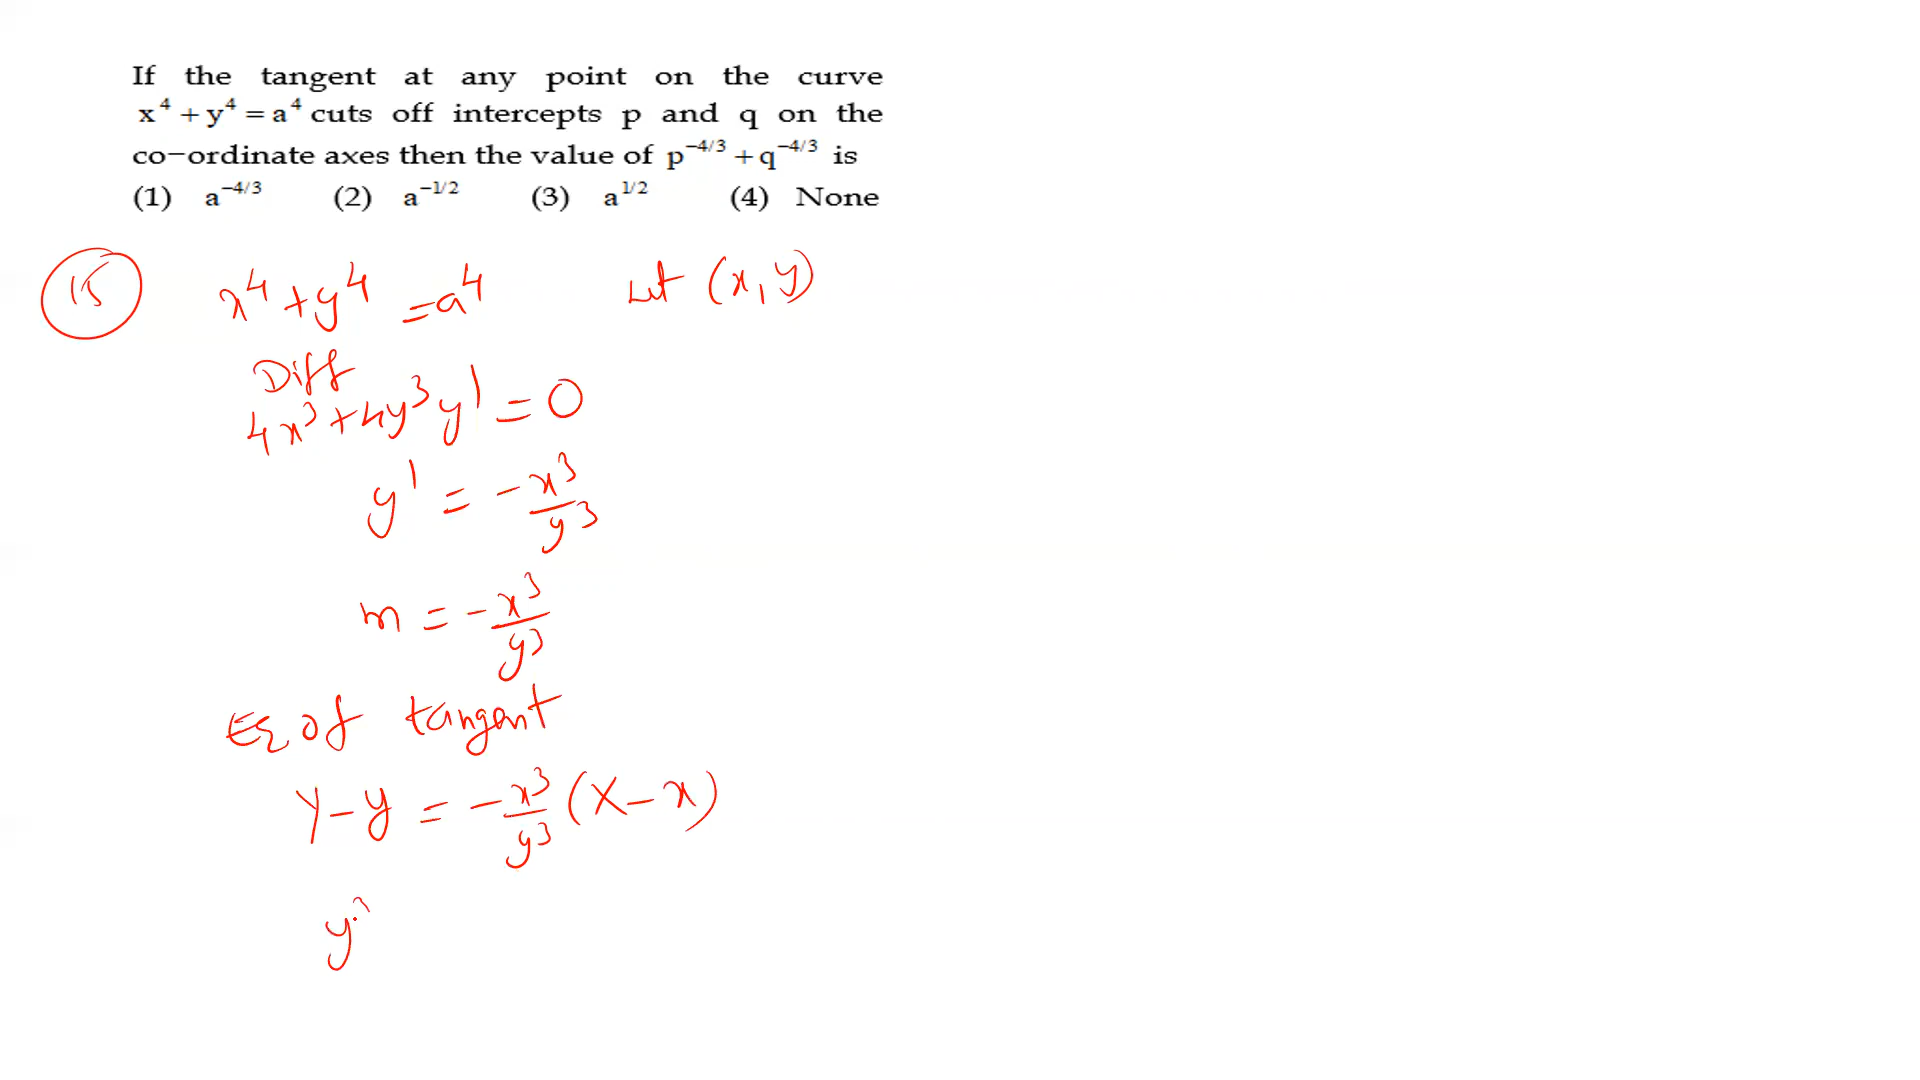 If the tangent at any point on the curve
x⁴ + y⁴ = a⁴ cuts off intercepts p and q on the
co−ordinate axes then the value of p^(−4/3) + q^(−4/3) is
(1) a^(−4/3) (2) a^(−1/2) (3) a^(1/2) (4) None
15 x⁴ + y⁴ = a⁴ Let (x, y)
Diff
4x³ + 4y³ y' = 0
y' = − x³/y³
m = − x³/y³
Eq of tangent
Y − y = − x³/y³ (X − x)
y³